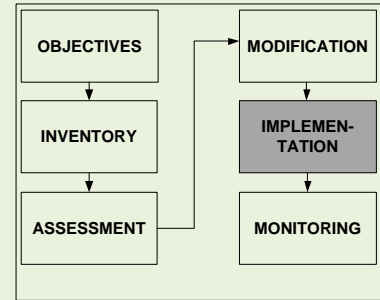 OBJECTIVES
INVENTORY
ASSESSMENT
MODIFICATION
IMPLEMEN-
TATION
MONITORING